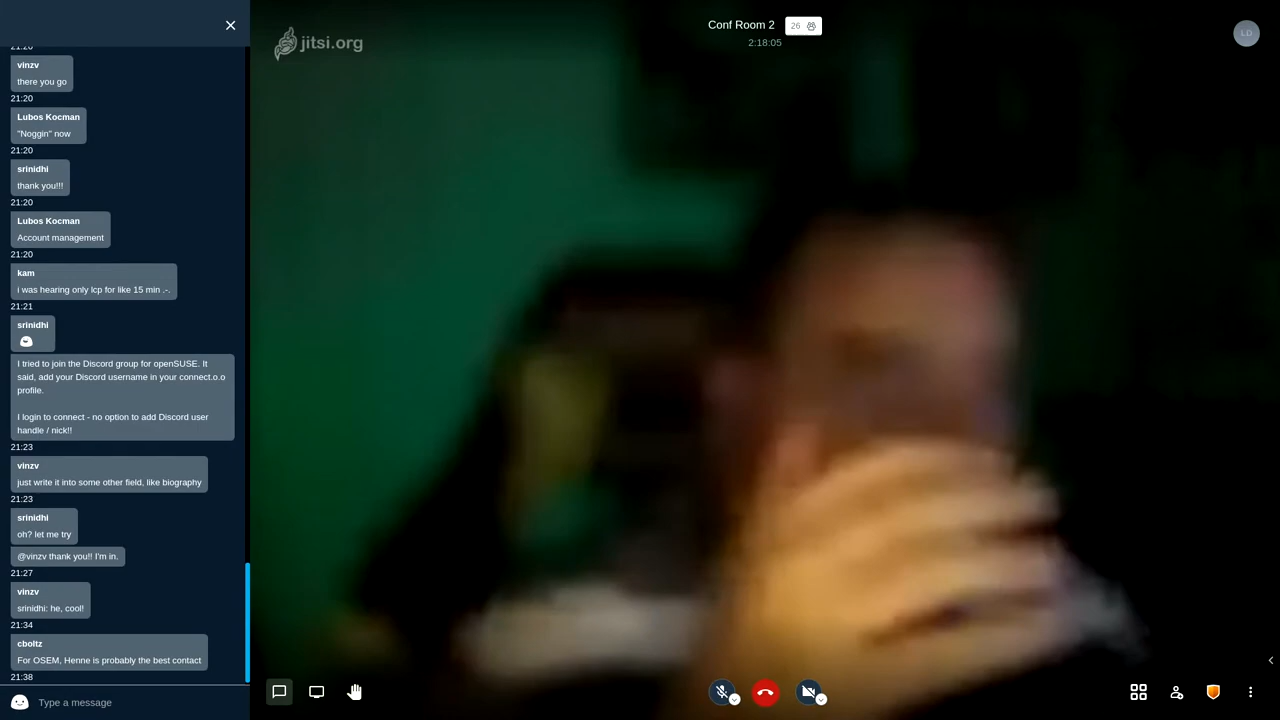 21:20
vinzv
there you go
21:20
Lubos Kocman
"Noggin" now
21:20
srinidhi
thank you!!!
21:20
Lubos Kocman
Account management
21:20
kam
i was hearing only lcp for like 15 min .-.
21:21
srinidhi
I tried to join the Discord group for openSUSE. It
said, add your Discord username in your connect.o.o
profile.
I login to connect - no option to add Discord user
handle / nick!!
21:23
vinzv
just write it into some other field, like biography
21:23
srinidhi
oh? let me try
@vinzv thank you!! I'm in.
21:27
vinzv
srinidhi: he, cool!
21:34
cboltz
For OSEM, Henne is probably the best contact
21:38
Type a message
jitsi.org
Conf Room 2
26
2:18:05
LD